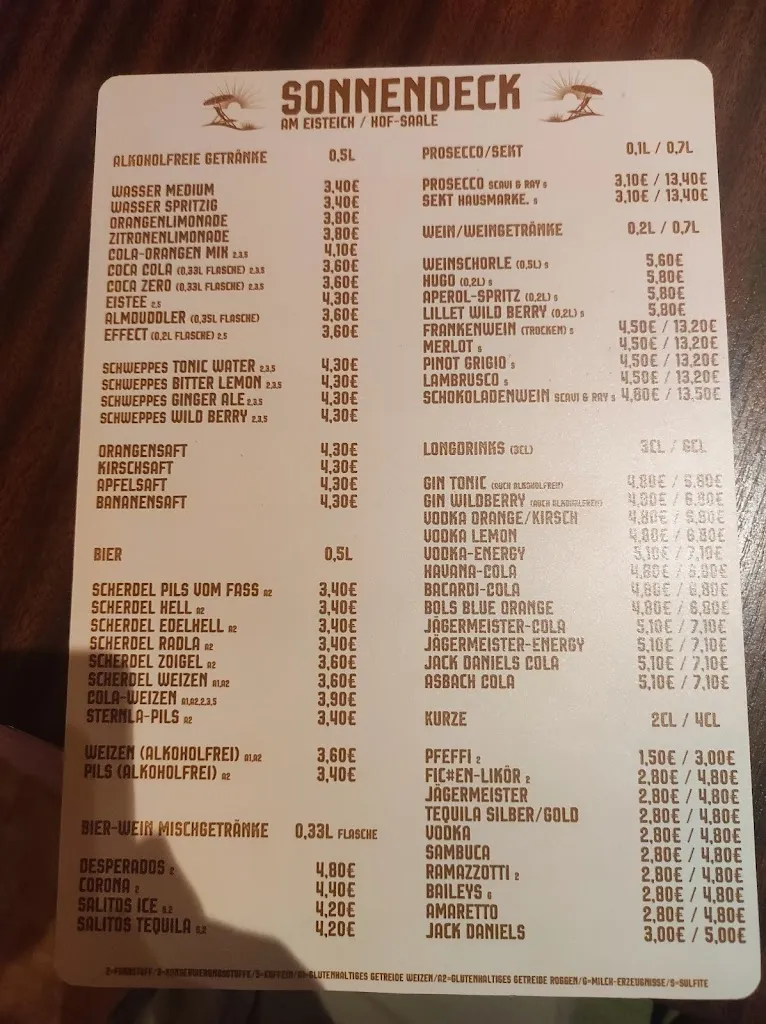 SONNENDECK
AM EISTEICH / HOF-SAALE
ALKOHOLFREIE GETRÄNKE 0,5L
WASSER MEDIUM 3,40€
WASSER SPRITZIG 3,40€
ORANGENLIMONADE 3,80€
ZITRONENLIMONADE 3,80€
COLA-ORANGEN MIX 2,3,5 4,10€
COCA COLA (0,33L FLASCHE) 2,3,5 3,60€
COCA ZERO (0,33L FLASCHE) 2,3,5 3,60€
EISTEE 2,5 4,30€
ALMDUDLER (0,35L FLASCHE) 3,60€
EFFECT (0,2L FLASCHE) 2,5 3,60€
SCHWEPPES TONIC WATER 2,3,5 4,30€
SCHWEPPES BITTER LEMON 2,3,5 4,30€
SCHWEPPES GINGER ALE 2,3,5 4,30€
SCHWEPPES WILD BERRY 2,3,5 4,30€
ORANGENSAFT 4,30€
KIRSCHSAFT 4,30€
APFELSAFT 4,30€
BANANENSAFT 4,30€
BIER 0,5L
SCHERDEL PILS VOM FASS A2 3,40€
SCHERDEL HELL A2 3,40€
SCHERDEL EDELHELL A2 3,40€
SCHERDEL RADLA A2 3,40€
SCHERDEL ZOIGEL A2 3,60€
SCHERDEL WEIZEN A1,A2 3,60€
COLA-WEIZEN A1,A2,2,3,5 3,90€
STERNLA-PILS A2 3,40€
WEIZEN (ALKOHOLFREI) A1,A2 3,60€
PILS (ALKOHOLFREI) A2 3,40€
BIER-WEIN MISCHGETRÄNKE 0,33L FLASCHE
DESPERADOS 2 4,80€
CORONA 2 4,40€
SALITOS ICE 4,20€
SALITOS TEQUILA 4,20€
PROSECCO/SEKT 0,1L / 0,7L
PROSECCO SCAVI & RAY 3,10€ / 13,40€
SEKT HAUSMARKE. 3,10€ / 13,40€
WEIN/WEINGETRÄNKE 0,2L / 0,7L
WEINSCHORLE (0,5L) 5,60€
HUGO (0,2L) 5,80€
APEROL-SPRITZ (0,2L) 5,80€
LILLET WILD BERRY (0,2L) 5,80€
FRANKENWEIN (TROCKEN) 4,50€ / 13,20€
MERLOT 4,50€ / 13,20€
PINOT GRIGIO 4,50€ / 13,20€
LAMBRUSCO 4,50€ / 13,20€
SCHOKOLADENWEIN SCAVI & RAY 4,80€ / 13,50€
LONGDRINKS (3CL) 3CL / 6CL
GIN TONIC (AUCH ALKOHOLFREI) 4,80€ / 6,80€
GIN WILDBERRY (AUCH ALKOHOLFREI) 4,80€ / 6,80€
VODKA ORANGE/KIRSCH 4,80€ / 6,80€
VODKA LEMON 4,80€ / 6,80€
VODKA-ENERGY 5,10€ / 7,10€
HAVANA-COLA 4,80€ / 6,80€
BACARDI-COLA 4,80€ / 6,80€
BOLS BLUE ORANGE 4,80€ / 6,80€
JÄGERMEISTER-COLA 5,10€ / 7,10€
JÄGERMEISTER-ENERGY 5,10€ / 7,10€
JACK DANIELS COLA 5,10€ / 7,10€
ASBACH COLA 5,10€ / 7,10€
KURZE 2CL / 4CL
PFEFFI 2 1,50€ / 3,00€
FIC#EN-LIKÖR 2 2,80€ / 4,80€
JÄGERMEISTER 2,80€ / 4,80€
TEQUILA SILBER/GOLD 2,80€ / 4,80€
VODKA 2,80€ / 4,80€
SAMBUCA 2,80€ / 4,80€
RAMAZZOTTI 2 2,80€ / 4,80€
BAILEYS G 2,80€ / 4,80€
AMARETTO 2,80€ / 4,80€
JACK DANIELS 3,00€ / 5,00€
2=FARBSTOFF/3=KONSERVIERUNGSSTOFFE/5=KOFFEIN/A1=GLUTENHALTIGES GETREIDE WEIZEN/A2=GLUTENHALTIGES GETREIDE ROGGEN/G=MILCH-ERZEUGNISSE/S=SULFITE